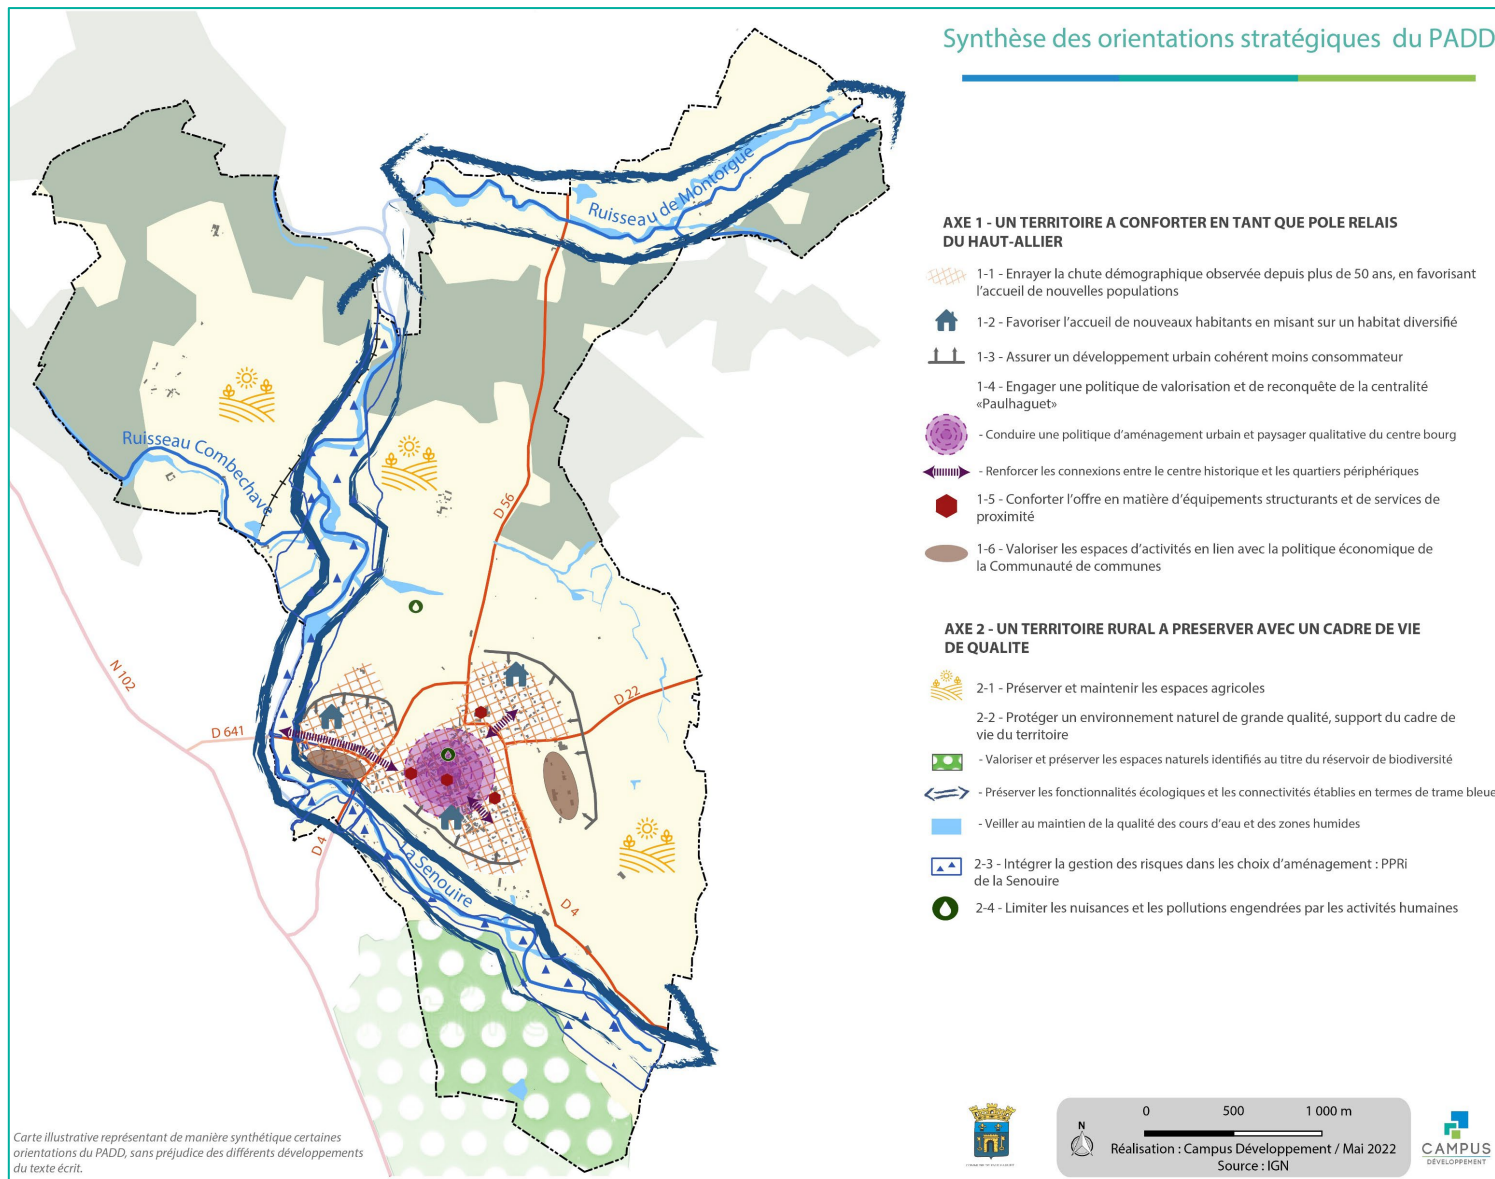 Synthèse des orientations stratégiques du PADD
AXE 1 - UN TERRITOIRE A CONFORTER EN TANT QUE POLE RELAIS
DU HAUT-ALLIER
1-1 - Enrayer la chute démographique observée depuis plus de 50 ans, en favorisant
l'accueil de nouvelles populations
1-2 - Favoriser l'accueil de nouveaux habitants en misant sur un habitat diversifié
1-3 - Assurer un développement urbain cohérent moins consommateur
1-4 - Engager une politique de valorisation et de reconquête de la centralité
«Paulhaguet»
- Conduire une politique d'aménagement urbain et paysager qualitative du centre bourg
- Renforcer les connexions entre le centre historique et les quartiers périphériques
1-5 - Conforter l'offre en matière d'équipements structurants et de services de
proximité
1-6 - Valoriser les espaces d'activités en lien avec la politique économique de
la Communauté de communes
AXE 2 - UN TERRITOIRE RURAL A PRESERVER AVEC UN CADRE DE VIE
DE QUALITE
2-1 - Préserver et maintenir les espaces agricoles
2-2 - Protéger un environnement naturel de grande qualité, support du cadre de
vie du territoire
- Valoriser et préserver les espaces naturels identifiés au titre du réservoir de biodiversité
- Préserver les fonctionnalités écologiques et les connectivités établies en termes de trame bleue
- Veiller au maintien de la qualité des cours d'eau et des zones humides
2-3 - Intégrer la gestion des risques dans les choix d'aménagement : PPRi
de la Senouire
2-4 - Limiter les nuisances et les pollutions engendrées par les activités humaines
Ruisseau de Montorgue
Ruisseau Combechave
D 56
N 102
D 641
D 22
D 4
La Senouire
D 4
Carte illustrative représentant de manière synthétique certaines
orientations du PADD, sans préjudice des différents développements
du texte écrit.
N
0 500 1 000 m
Réalisation : Campus Développement / Mai 2022
Source : IGN
CAMPUS
DÉVELOPPEMENT